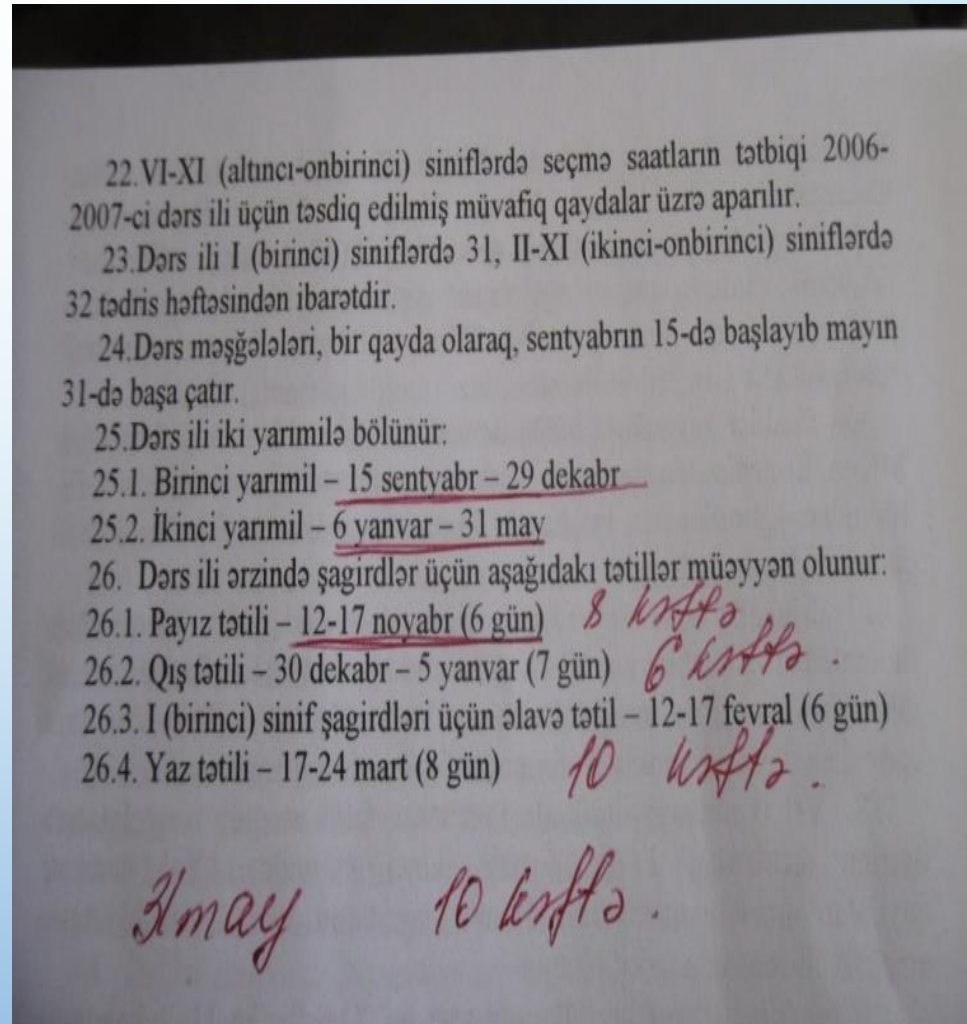 22.VI-XI (altıncı-onbirinci) siniflərdə seçmə saatların tətbiqi 2006-
2007-ci dərs ili üçün təsdiq edilmiş müvafiq qaydalar üzrə aparılır.
23.Dərs ili I (birinci) siniflərdə 31, II-XI (ikinci-onbirinci) siniflərdə
32 tədris həftəsindən ibarətdir.
24.Dərs məşğələləri, bir qayda olaraq, sentyabrın 15-də başlayıb mayın
31-də başa çatır.
25.Dərs ili iki yarımilə bölünür:
25.1. Birinci yarımil – 15 sentyabr – 29 dekabr
25.2. İkinci yarımil – 6 yanvar – 31 may
26. Dərs ili ərzində şagirdlər üçün aşağıdakı tətillər müəyyən olunur:
26.1. Payız tətili – 12-17 noyabr (6 gün) 8 həftə
26.2. Qış tətili – 30 dekabr – 5 yanvar (7 gün) 6 həftə.
26.3. I (birinci) sinif şagirdləri üçün əlavə tətil – 12-17 fevral (6 gün)
26.4. Yaz tətili – 17-24 mart (8 gün) 10 həftə.
31may 10 həftə.